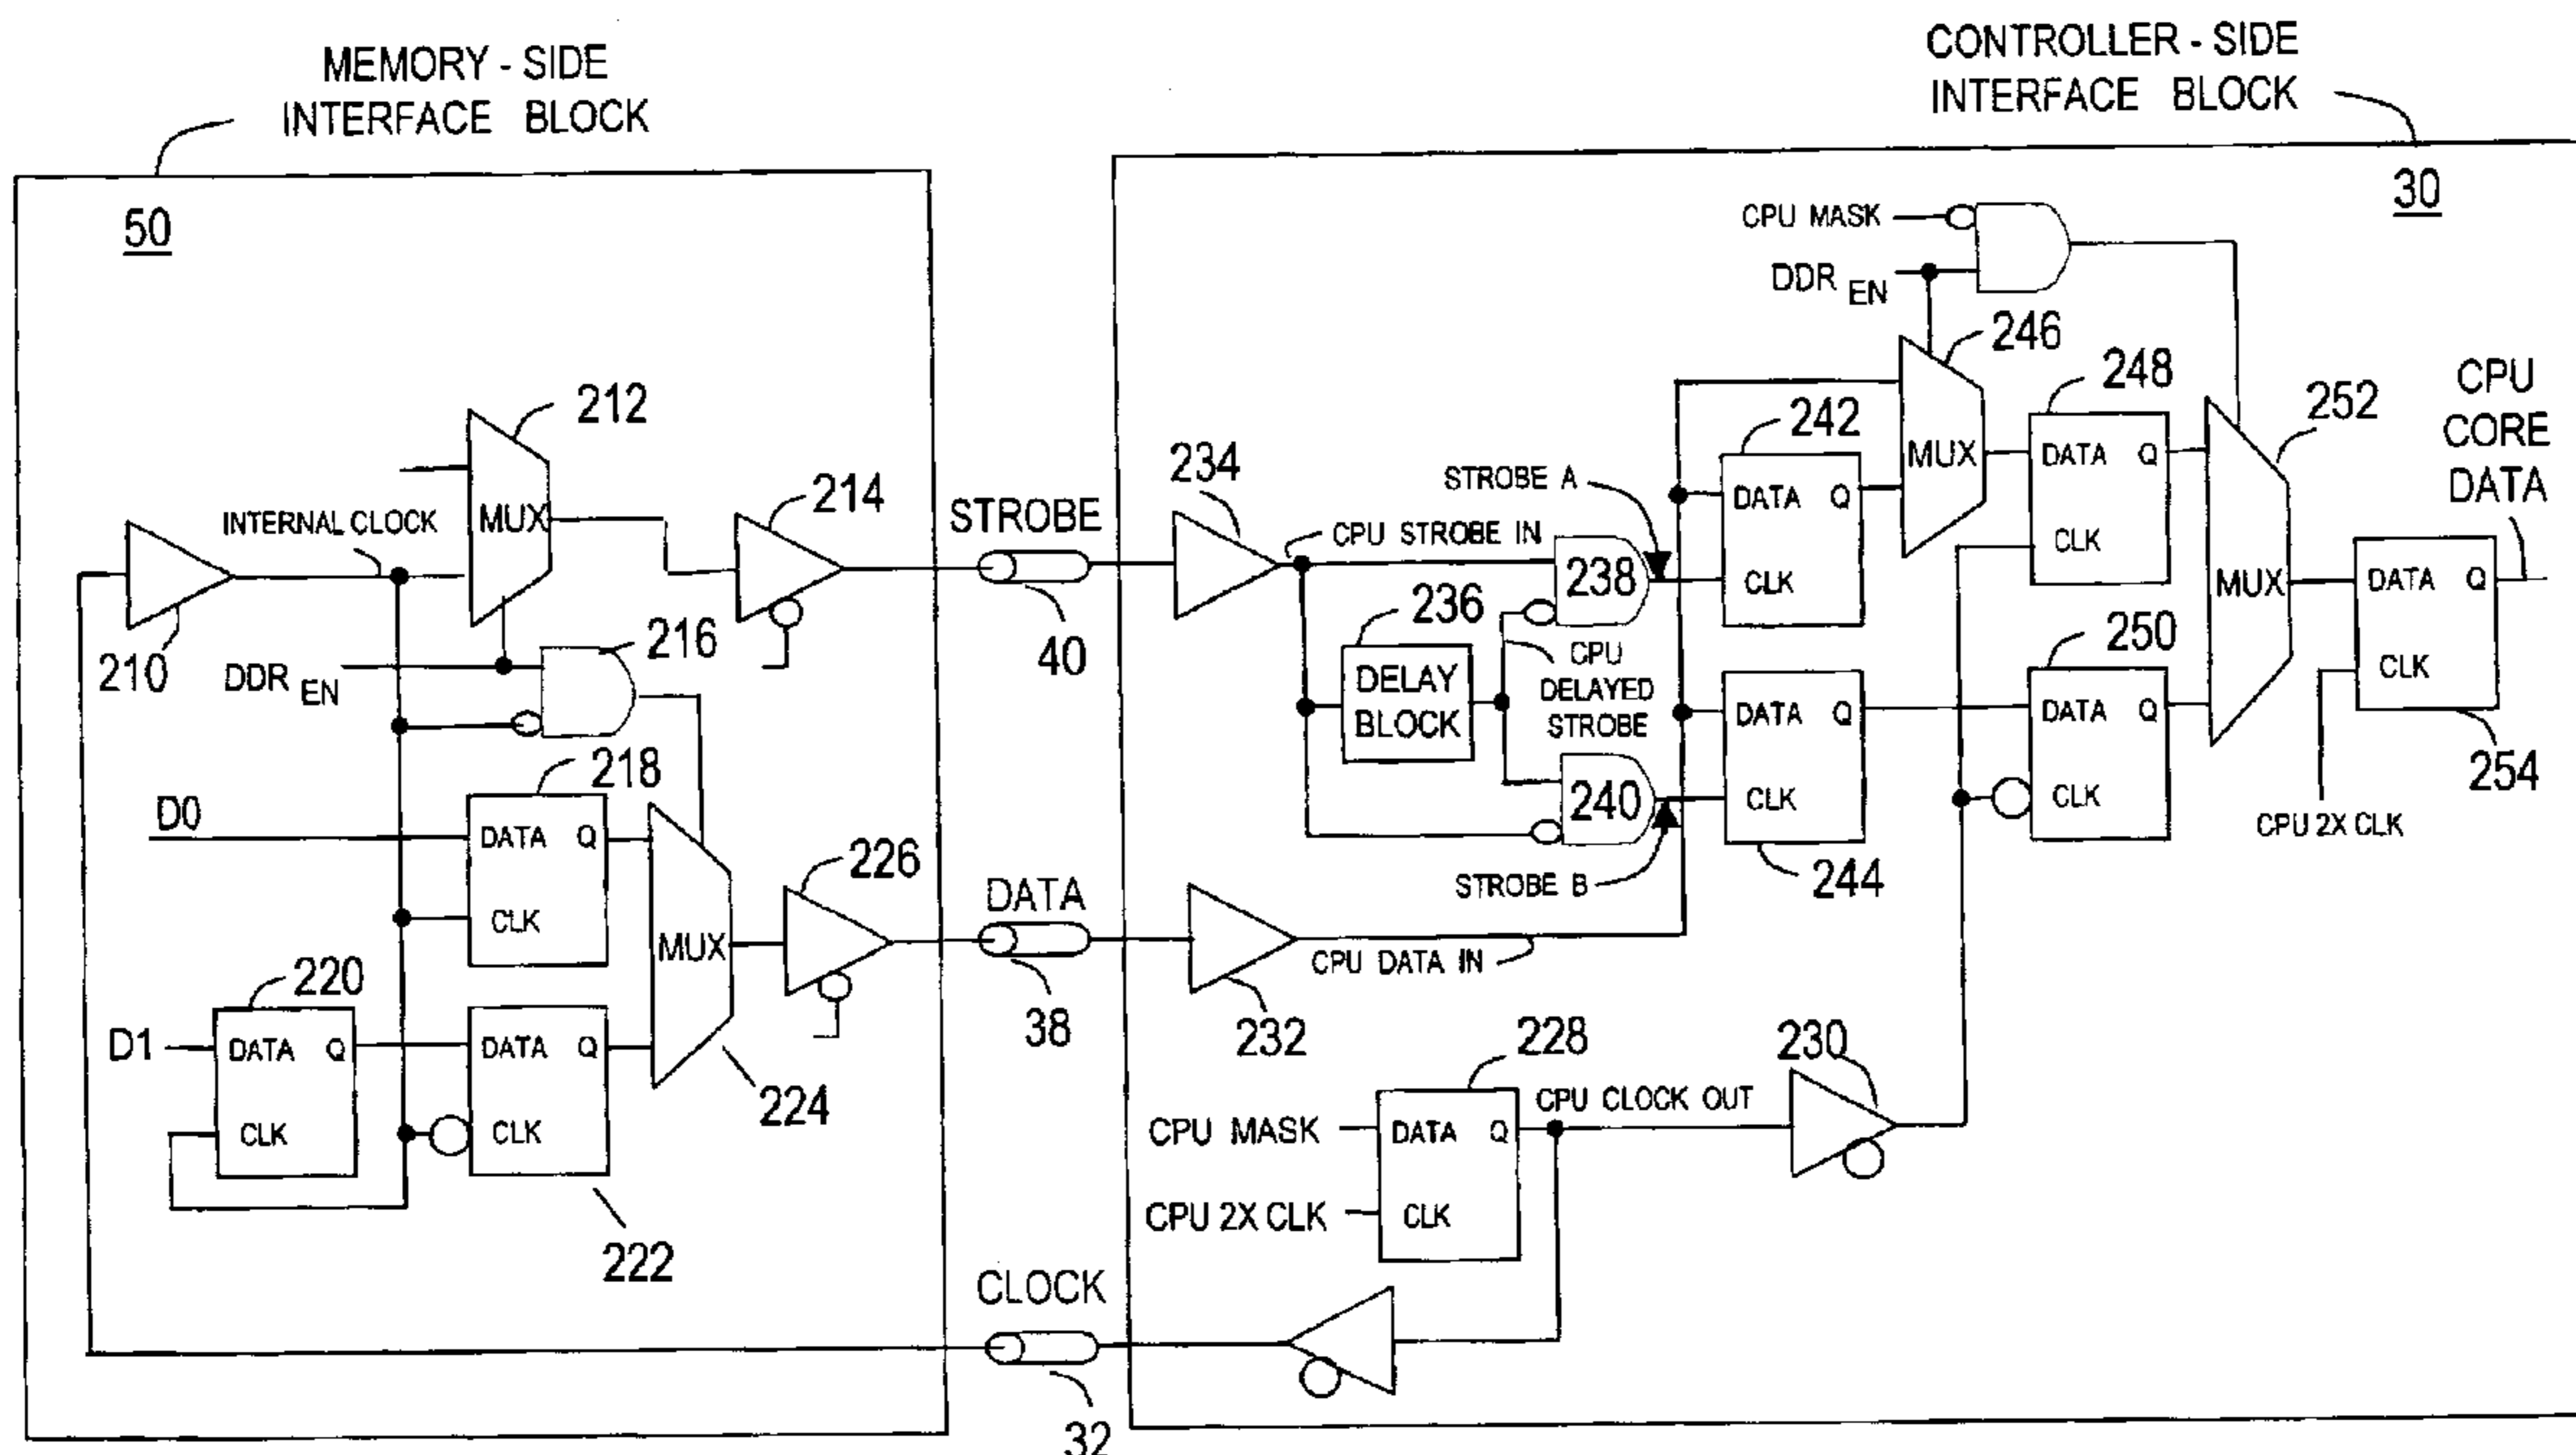 MEMORY - SIDE
INTERFACE BLOCK
CONTROLLER - SIDE
INTERFACE BLOCK
50
30
CPU MASK
DDR EN
246
212
248
CPU
CORE
DATA
252
242
234
STROBE A
214
STROBE
INTERNAL CLOCK
MUX
MUX
DATA Q
DATA Q
CPU STROBE IN
CLK
238
CLK
MUX
DATA Q
210
216
40
236
250
DDR EN
DELAY
BLOCK
CPU
DELAYED
STROBE
CLK
DATA Q
DATA Q
218
254
D0
240
CLK
CLK
CPU 2X CLK
DATA Q
226
STROBE B
244
DATA
CLK
MUX
CPU DATA IN
220
38
232
228
230
D1
DATA Q
DATA Q
224
CPU CLOCK OUT
CLK
CLK
CPU MASK
DATA Q
CPU 2X CLK
CLK
222
CLOCK
32